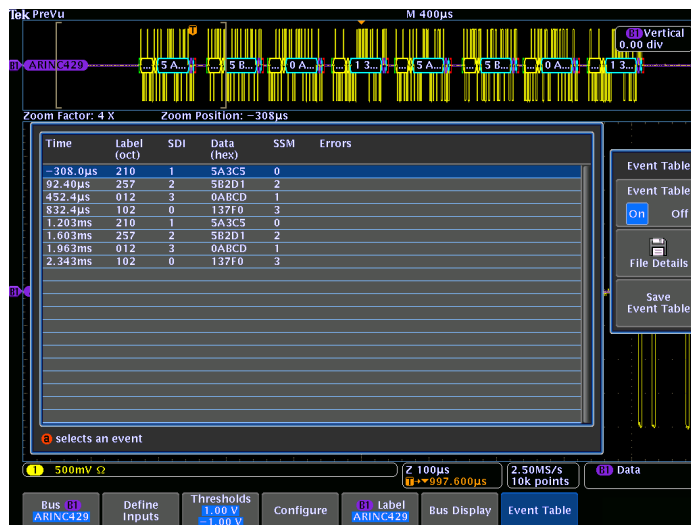 Tek PreVu M 400µs
B1 Vertical
0.00 div
B1 ARINC429 ... 5 A... ... 5 B... ... 0 A... ... 1 3... ... 5 A... ... 5 B... ... 0 A... ... 1 3...
Zoom Factor: 4 X Zoom Position: −308µs
Time Label (oct) SDI Data (hex) SSM Errors
−308.0µs 210 1 5A3C5 0
92.40µs 257 2 5B2D1 2
452.4µs 012 3 0ABCD 1
832.4µs 102 0 137F0 3
1.203ms 210 1 5A3C5 0
1.603ms 257 2 5B2D1 2
1.963ms 012 3 0ABCD 1
2.343ms 102 0 137F0 3
a selects an event
Event Table
Event Table
On Off
File Details
Save
Event Table
B1
1 500mV Ω
Z 100µs
T→▼997.600µs
2.50MS/s
10k points
B1 Data
Bus B1
ARINC429
Define
Inputs
Thresholds
1.00 V
−1.00 V
Configure
B1 Label
ARINC429
Bus Display
Event Table